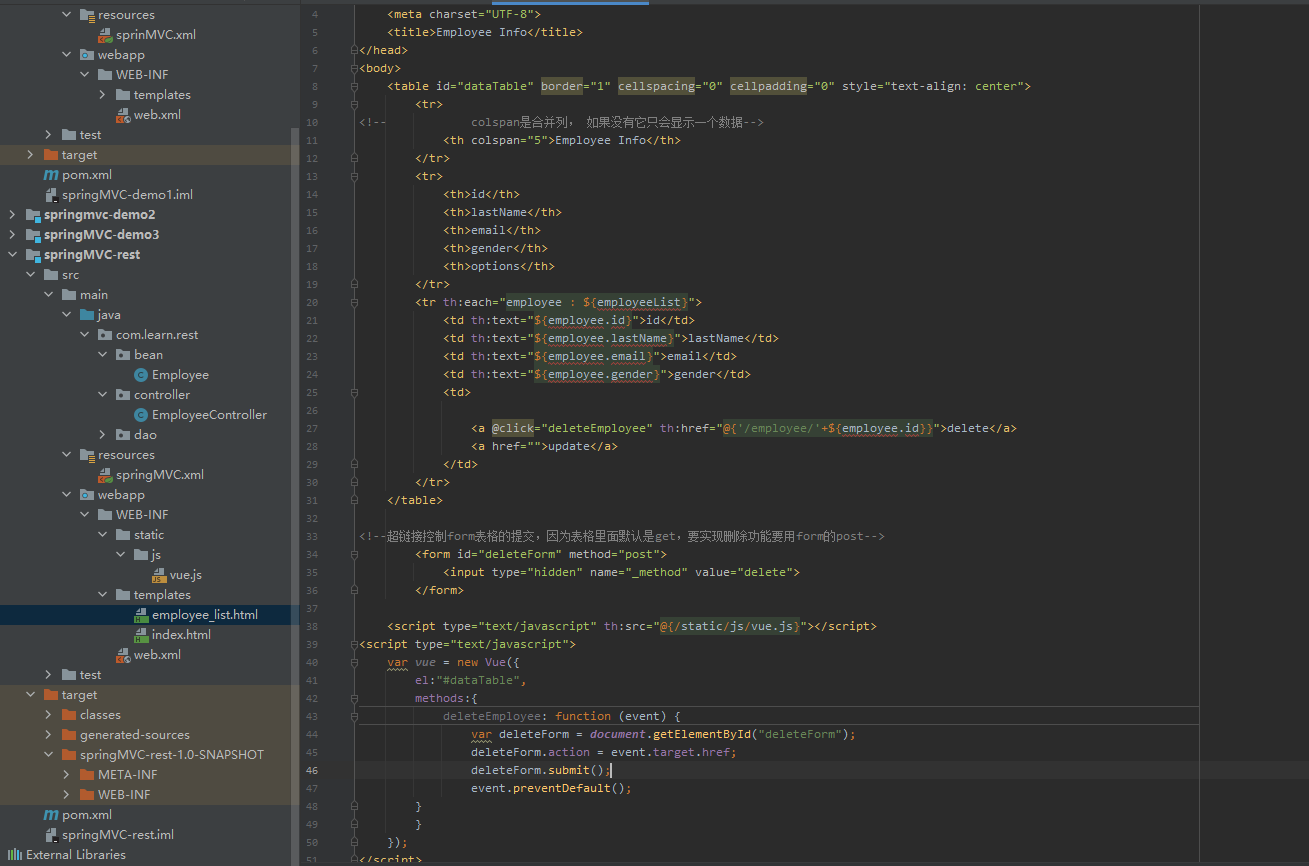 resources
sprinMVC.xml
webapp
WEB-INF
templates
web.xml
test
target
pom.xml
springMVC-demo1.iml
springmvc-demo2
springMVC-demo3
springMVC-rest
src
main
java
com.learn.rest
bean
Employee
controller
EmployeeController
dao
resources
springMVC.xml
webapp
WEB-INF
static
js
vue.js
templates
employee_list.html
index.html
web.xml
test
target
classes
generated-sources
springMVC-rest-1.0-SNAPSHOT
META-INF
WEB-INF
pom.xml
springMVC-rest.iml
External Libraries
4 <meta charset="UTF-8">
5 <title>Employee Info</title>
6 </head>
7 <body>
8 <table id="dataTable" border="1" cellspacing="0" cellpadding="0" style="text-align: center">
9 <tr>
10 <!-- colspan是合并列， 如果没有它只会显示一个数据-->
11 <th colspan="5">Employee Info</th>
12 </tr>
13 <tr>
14 <th>id</th>
15 <th>lastName</th>
16 <th>email</th>
17 <th>gender</th>
18 <th>options</th>
19 </tr>
20 <tr th:each="employee : ${employeeList}">
21 <td th:text="${employee.id}">id</td>
22 <td th:text="${employee.lastName}">lastName</td>
23 <td th:text="${employee.email}">email</td>
24 <td th:text="${employee.gender}">gender</td>
25 <td>
26
27 <a @click="deleteEmployee" th:href="@{'/employee/'+${employee.id}}">delete</a>
28 <a href="">update</a>
29 </td>
30 </tr>
31 </table>
32
33 <!--超链接控制form表格的提交，因为表格里面默认是get，要实现删除功能要用form的post-->
34 <form id="deleteForm" method="post">
35 <input type="hidden" name="_method" value="delete">
36 </form>
37
38 <script type="text/javascript" th:src="@{/static/js/vue.js}"></script>
39 <script type="text/javascript">
40 var vue = new Vue({
41 el:"#dataTable",
42 methods:{
43 deleteEmployee: function (event) {
44 var deleteForm = document.getElementById("deleteForm");
45 deleteForm.action = event.target.href;
46 deleteForm.submit();
47 event.preventDefault();
48 }
49 }
50 });
51 </script>